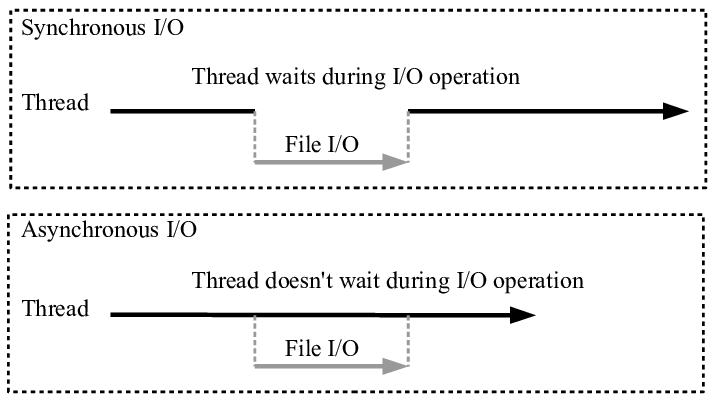 Synchronous I/O
Thread waits during I/O operation
Thread
File I/O
Asynchronous I/O
Thread doesn't wait during I/O operation
Thread
File I/O